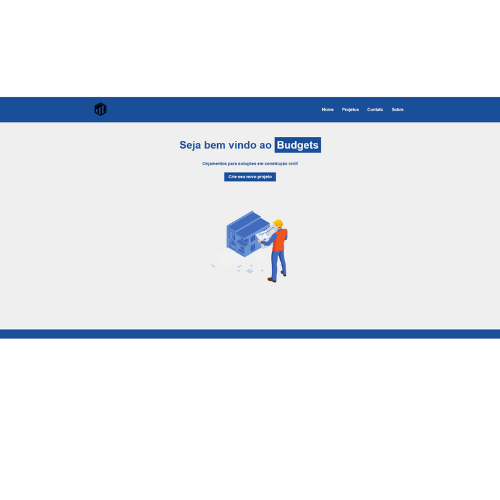 Home Projetos Contato Sobre
Seja bem vindo ao Budgets
Orçamentos para soluções em construção civil!
Crie seu novo projeto